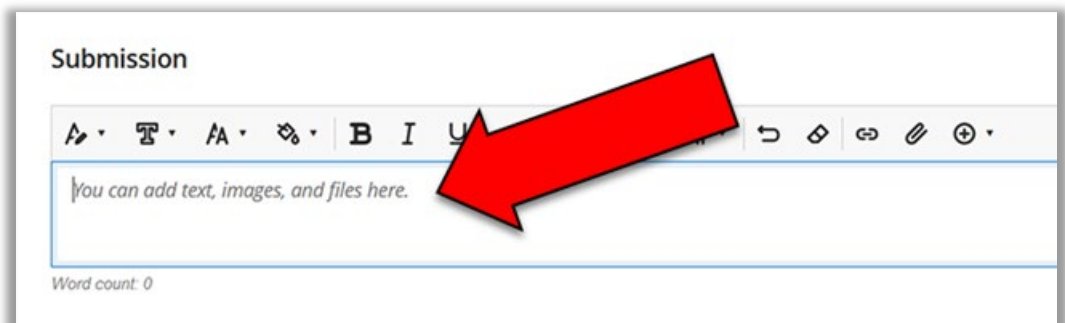 Submission
B I U
You can add text, images, and files here.
Word count: 0